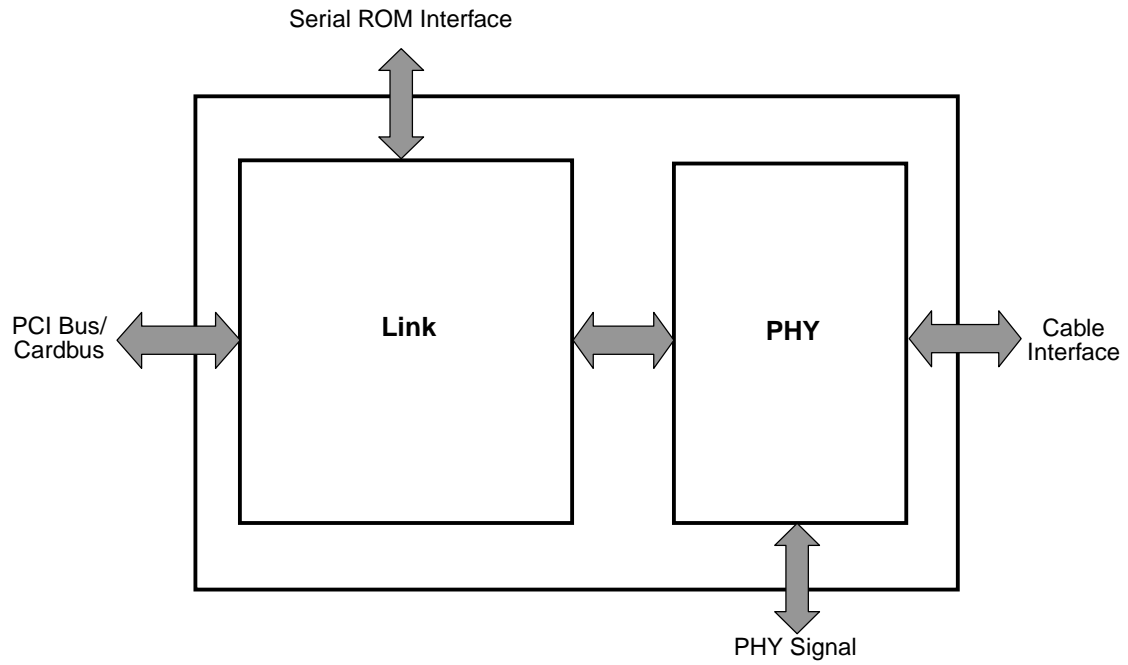 Serial ROM Interface
PCI Bus/
Cardbus
Link
PHY
Cable
Interface
PHY Signal